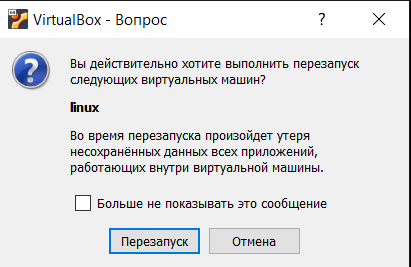 VirtualBox - Вопрос
Вы действительно хотите выполнить перезапуск
следующих виртуальных машин?
linux
Во время перезапуска произойдет утеря
несохранённых данных всех приложений,
работающих внутри виртуальной машины.
Больше не показывать это сообщение
Перезапуск
Отмена